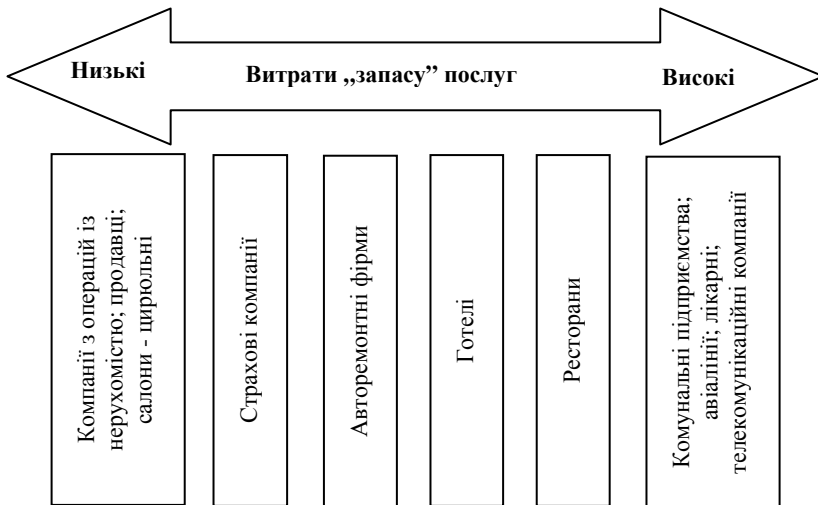 Низькі
Витрати „запасу” послуг
Високі
Компанії з операцій із
нерухомістю; продавці;
салони - цирюльні
Страхові компанії
Авторемонтні фірми
Готелі
Ресторани
Комунальні підприємства;
авіалінії; лікарні;
телекомунікаційні компанії